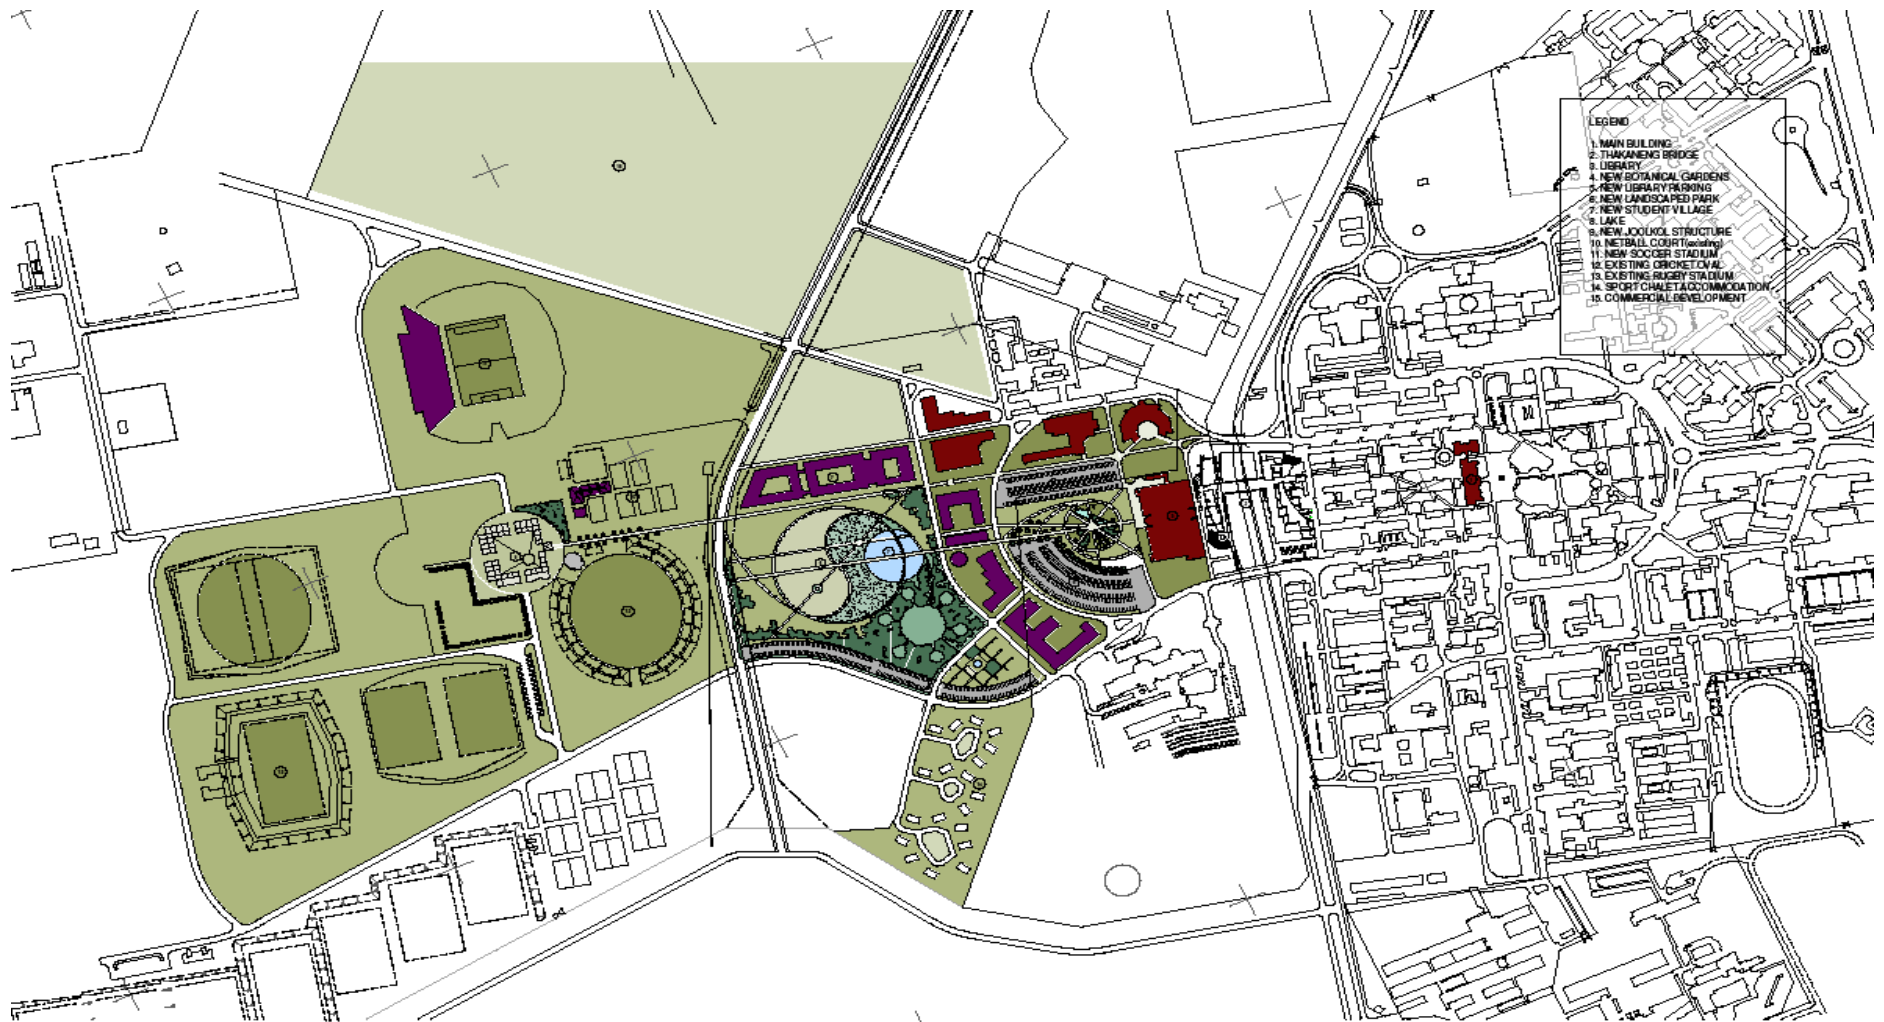 LEGEND
1. MAIN BUILDING
2. THAKANENG BRIDGE
3. LIBRARY
4. NEW BOTANICAL GARDENS
5. NEW LIBRARY PARKING
6. NEW LANDSCAPED PARK
7. NEW STUDENT VILLAGE
8. LAKE
9. NEW JOOLKOL STRUCTURE
10. NETBALL COURT(existing)
11. NEW SOCCER STADIUM
12. EXISTING CRICKET OVAL
13. EXISTING RUGBY STADIUM
14. SPORT CHALET ACCOMMODATION
15. COMMERCIAL DEVELOPMENT